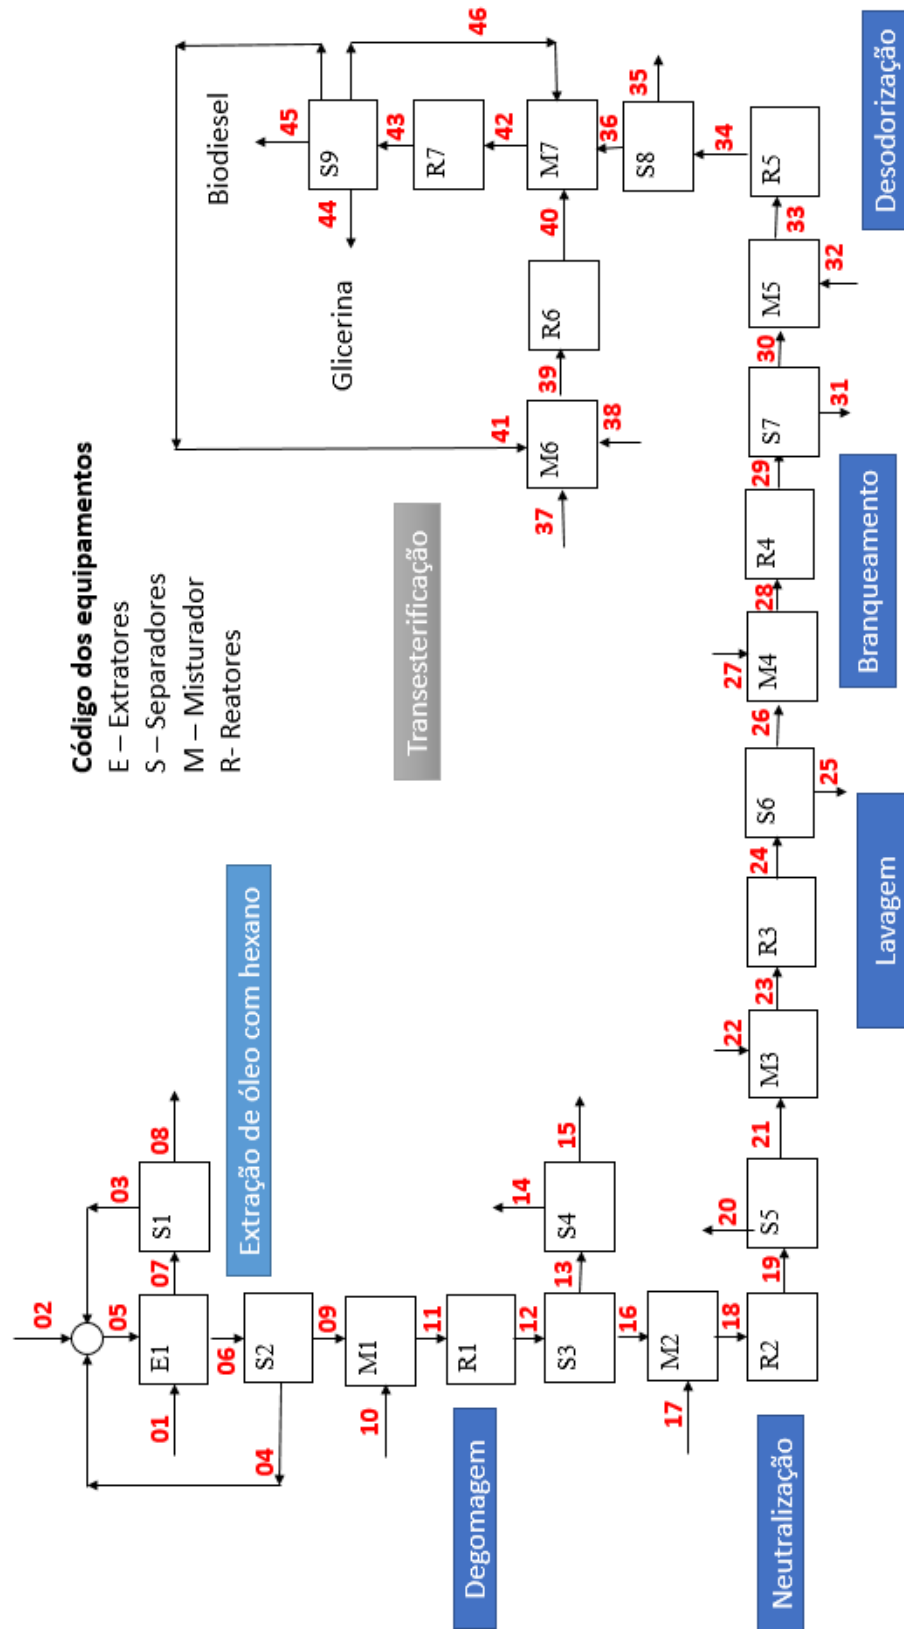 Código dos equipamentos
E – Extratores
S – Separadores
M – Misturador
R- Reatores
02
05
03
01
E1
07
S1
08
Extração de óleo com hexano
04
06
S2
09
10
M1
11
Degomagem
R1
12
S3
13
S4
14
15
16
17
M2
18
Neutralização
R2
19
S5
20
21
M3
22
23
R3
24
S6
25
Lavagem
26
M4
27
28
R4
29
Branqueamento
S7
31
30
M5
32
33
R5
Desodorização
34
S8
35
36
Transesterificação
37
M6
38
41
39
R6
40
M7
42
R7
43
S9
44
Glicerina
45
Biodiesel
46